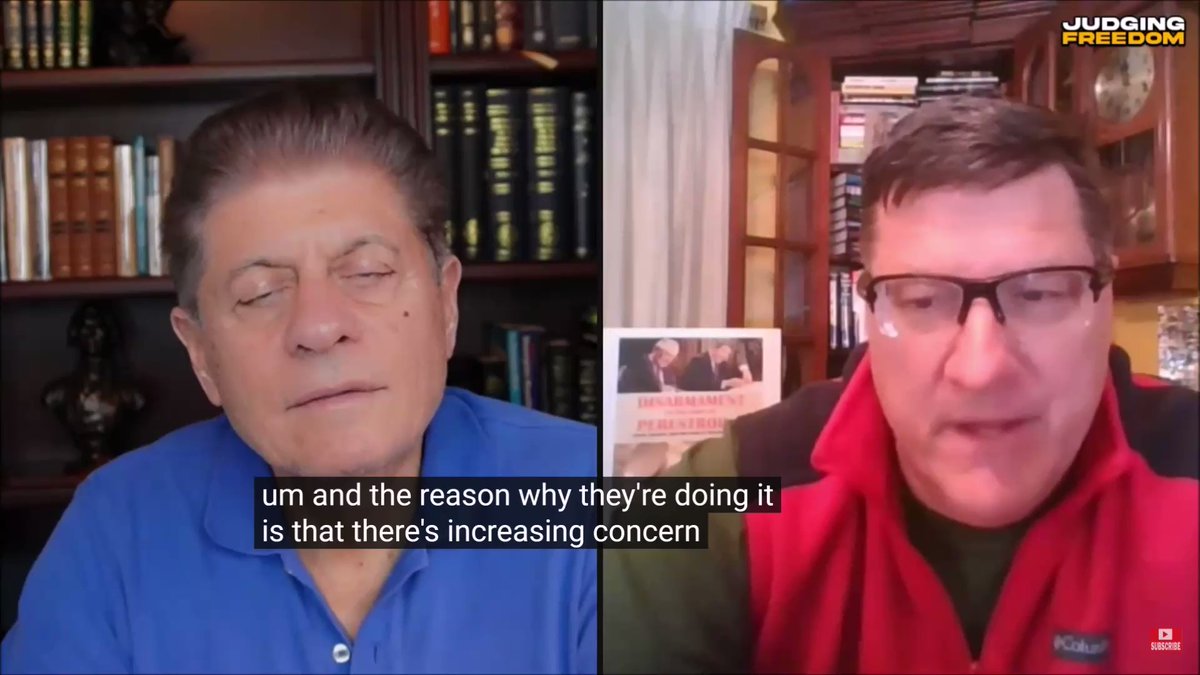 JUDGING
FREEDOM
DISARMAMENT
PERESTROIKA
um and the reason why they're doing it
is that there's increasing concern
Columbia
SUBSCRIBE